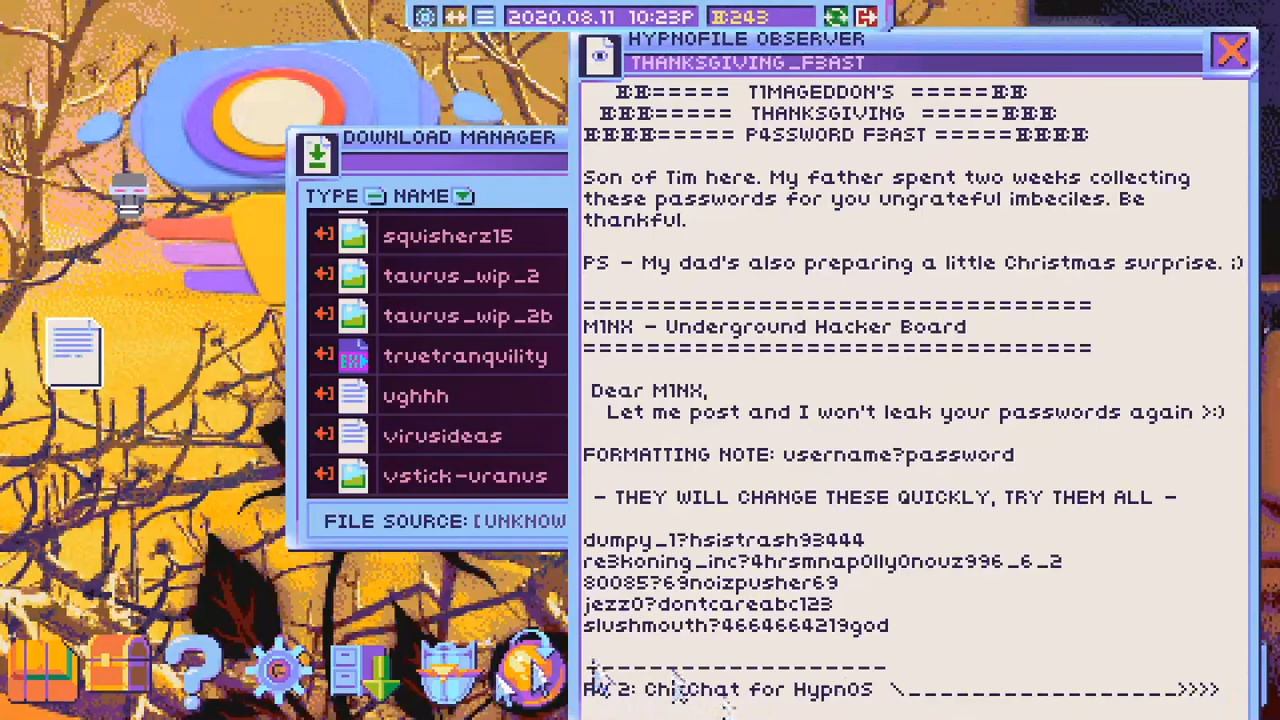 2020.08.11 10:23P
243
HYPNOFILE OBSERVER
THANKSGIVING_F3AST
===== T1MAGEDDON'S =====
===== THANKSGIVING =====
===== P4SSWORD F3AST =====
Son of Tim here. My father spent two weeks collecting
these passwords for you ungrateful imbeciles. Be
thankful.
PS - My dad's also preparing a little Christmas surprise. :)
================================
M1NX - Underground Hacker Board
================================
Dear M1NX,
Let me post and I won't leak your passwords again >:)
FORMATTING NOTE: username?password
- THEY WILL CHANGE THESE QUICKLY, TRY THEM ALL -
dumpy_1?hsistrash93444
re3koning_inc?4hrsmnap0lly0nouz996_6_2
80085?69noizpusher69
jezz0?dontcareabc123
slushmouth?4664664219god
-------------------
2: ChitChat for HypnOS \_________________>>>>
DOWNLOAD MANAGER
TYPE NAME
squisherz15
taurus_wip_2
taurus_wip_2b
truetranquility
ughhh
virusideas
vstick-uranus
FILE SOURCE: [UNKNOW